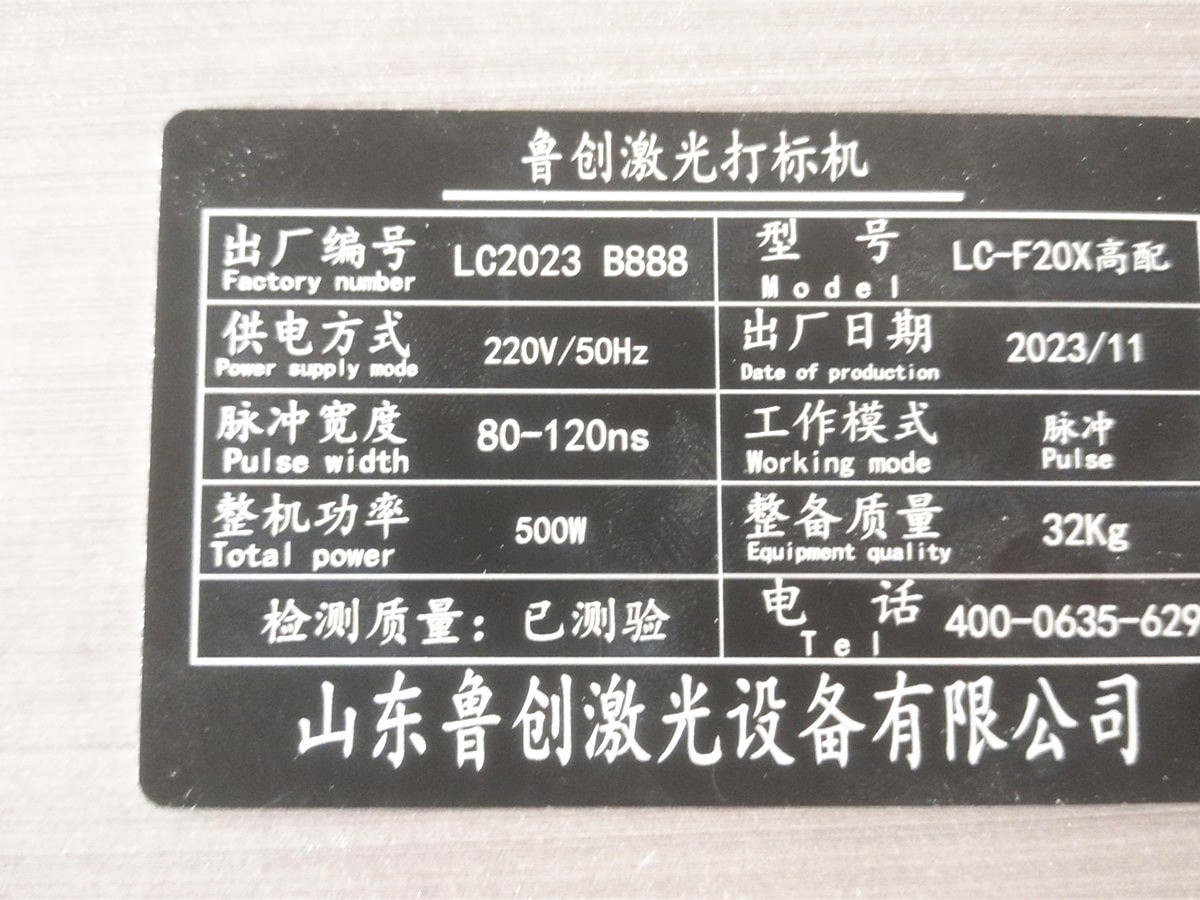 鲁创激光打标机
出厂编号 LC2023 B888 型 号 LC-F20X高配
Factory number Model
供电方式 220V/50Hz 出厂日期 2023/11
Power supply mode Date of production
脉冲宽度 80-120ns 工作模式 脉冲
Pulse width Working mode Pulse
整机功率 500W 整备质量 32Kg
Total power Equipment quality
检测质量：已测验 电 话 400-0635-629
Tel
山东鲁创激光设备有限公司